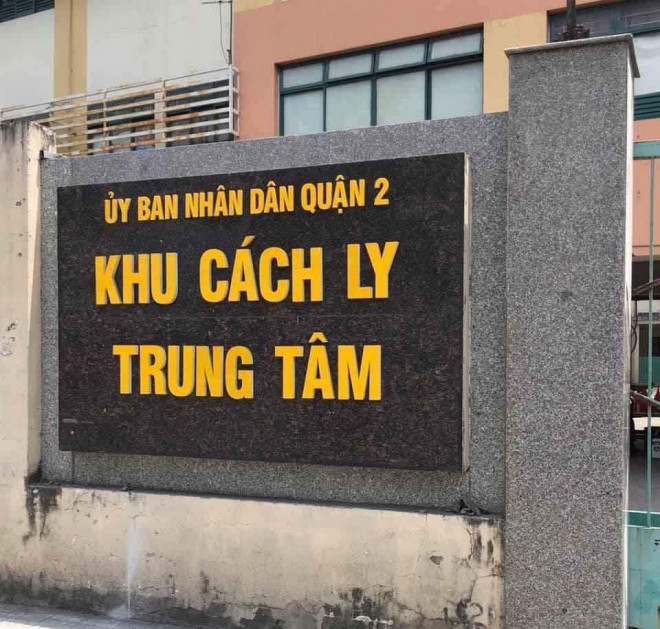 ỦY BAN NHÂN DÂN QUẬN 2
KHU CÁCH LY
TRUNG TÂM